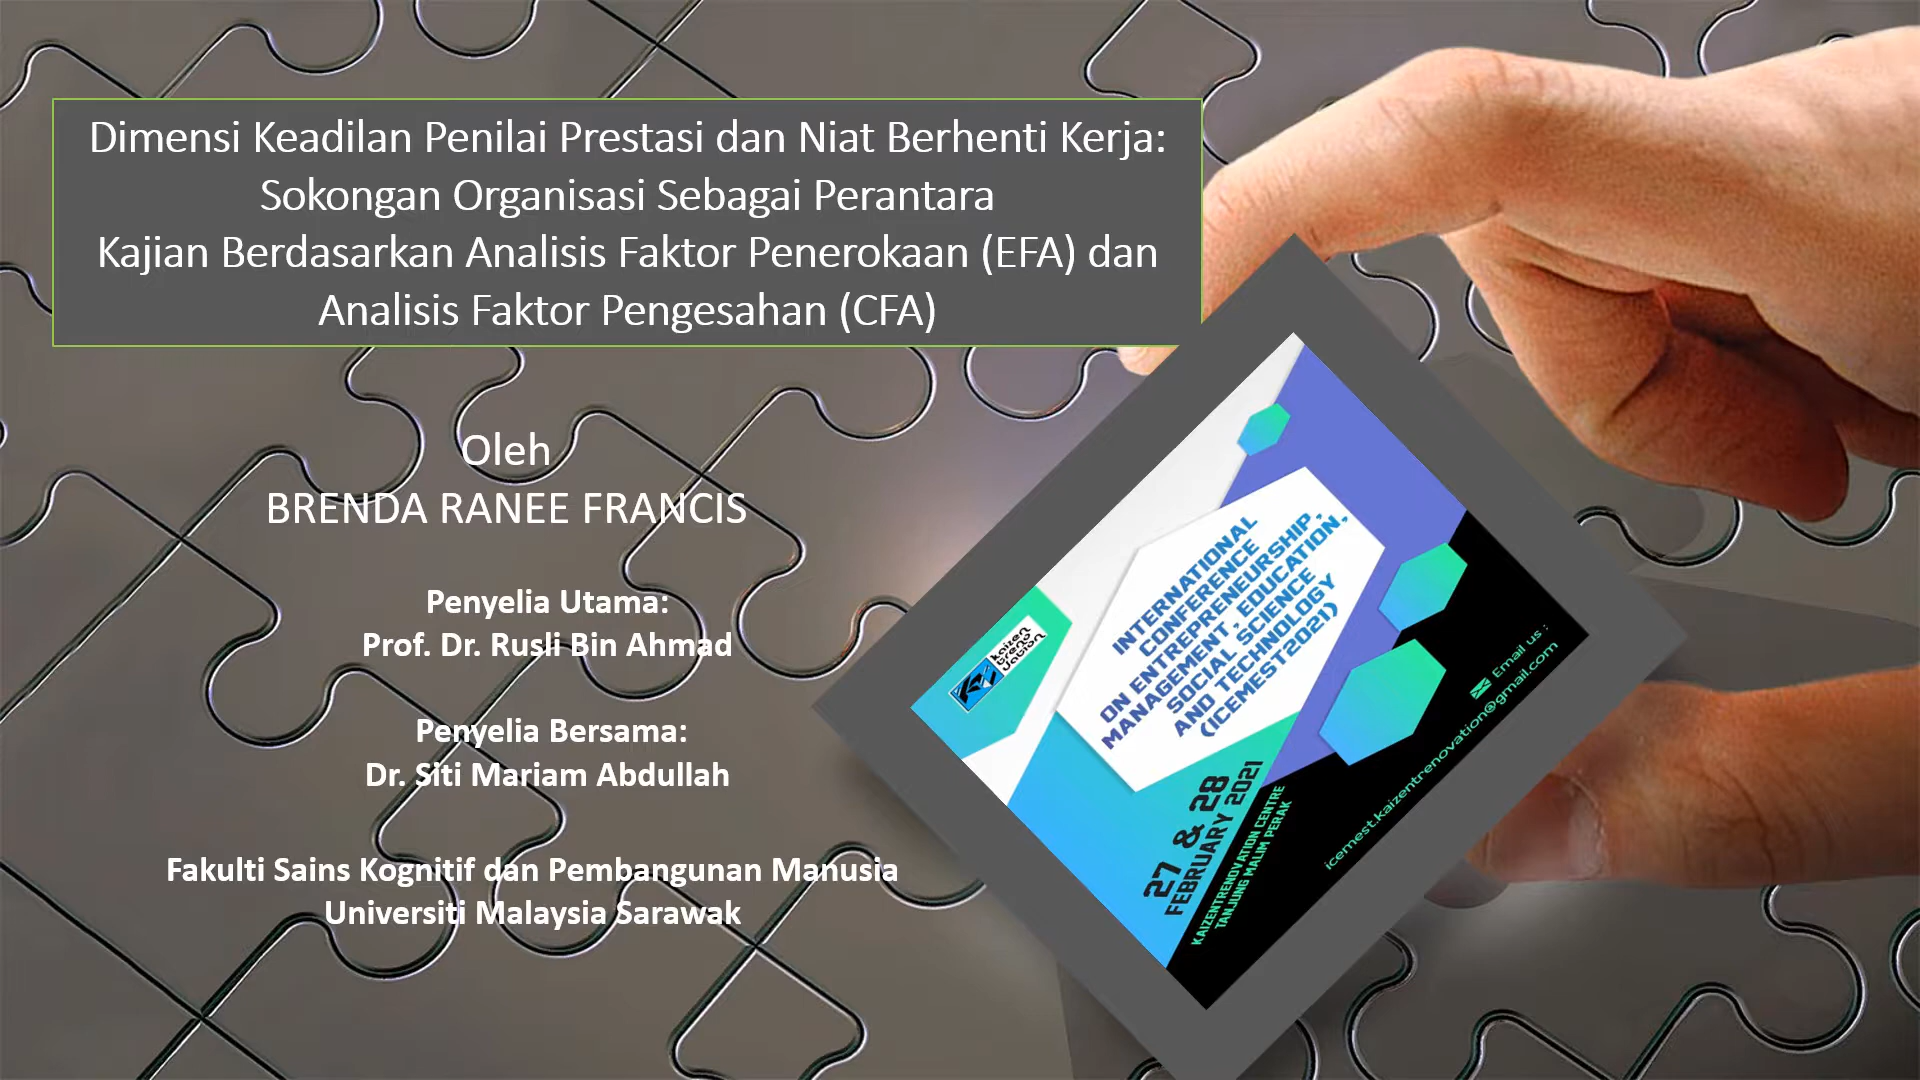 Dimensi Keadilan Penilai Prestasi dan Niat Berhenti Kerja:
Sokongan Organisasi Sebagai Perantara
Kajian Berdasarkan Analisis Faktor Penerokaan (EFA) dan
Analisis Faktor Pengesahan (CFA)
Oleh
BRENDA RANEE FRANCIS
Penyelia Utama:
Prof. Dr. Rusli Bin Ahmad
Penyelia Bersama:
Dr. Siti Mariam Abdullah
Fakulti Sains Kognitif dan Pembangunan Manusia
Universiti Malaysia Sarawak
kaizen
treno
vation
INTERNATIONAL
CONFERENCE
ON ENTREPRENEURSHIP,
MANAGEMENT, EDUCATION,
SOCIAL SCIENCE
AND TECHNOLOGY
(ICEMEST2021)
27 & 28
FEBRUARY 2021
KAIZENTRENOVATION CENTRE
TANJUNG MALIM PERAK
Email us :
icemest.kaizentrenovation@gmail.com